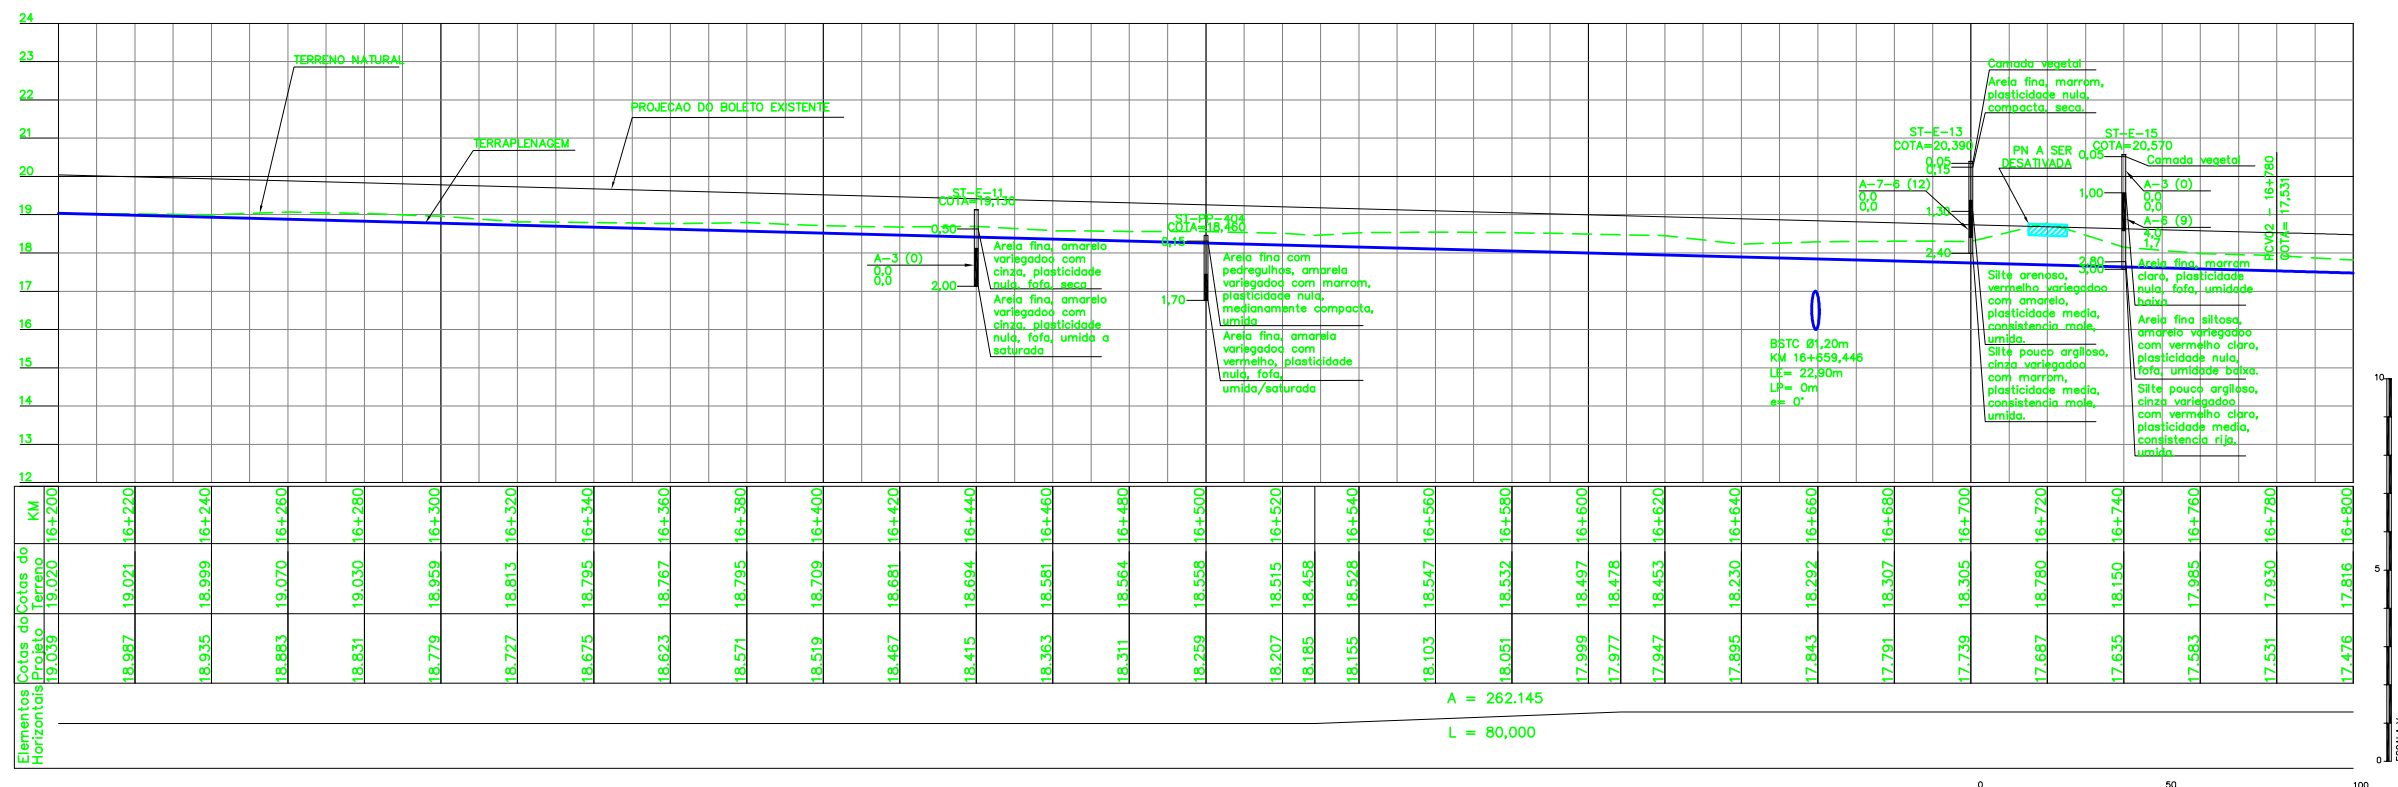 24
23
22
21
20
19
18
17
16
15
14
13
12
TERRENO NATURAL
TERRAPLENAGEM
PROJECAO DO BOLETO EXISTENTE
ST-E-11
COTA=19,130
0,50
2,00
A-3 (0)
0,0
0,0
Areia fina, amarelo
variegadoo com
cinza, plasticidade
nula, fofa, seca
Areia fina, amarelo
variegadoo com
cinza, plasticidade
nula, fofa, umida a
saturada
ST-PP-404
COTA=18,460
0,15
1,70
Areia fina com
pedregulhos, amarela
variegadoo com marrom,
plasticidade nula,
medianamente compacta,
umida
Areia fina, amarela
variegadoo com
vermelho, plasticidade
nula, fofa,
umida/saturada
BSTC Ø1,20m
KM 16+659,446
LE= 22,90m
LP= 0m
e= 0°
ST-E-13
COTA=20,390
0,05
0,15
1,30
2,40
A-7-6 (12)
0,0
0,0
Camada vegetal
Areia fina, marrom,
plasticidade nula,
compacta, seca.
Silte arenoso,
vermelho variegadoo
com amarelo,
plasticidade media,
consistencia mole,
umida.
Silte pouco argiloso,
cinza variegadoo
com marrom,
plasticidade media,
consistencia mole,
umida.
PN A SER
DESATIVADA
ST-E-15
COTA=20,570
0,05
1,00
2,80
3,00
Camada vegetal
A-3 (0)
0,0
0,0
A-6 (9)
4,0
1,7
Areia fina, marrom
claro, plasticidade
nula, fofa, umidade
baixa
Areia fina siltosa,
amarelo variegadoo
com vermelho claro,
plasticidade nula,
fofa, umidade baixa.
Silte pouco argiloso,
cinza variegadoo
com vermelho claro,
plasticidade media,
consistencia rija,
umida
PCV02 - 16+780
COTA= 17,531
KM
16+200 16+220 16+240 16+260 16+280 16+300 16+320 16+340 16+360 16+380 16+400 16+420 16+440 16+460 16+480 16+500 16+520 16+540 16+560 16+580 16+600 16+620 16+640 16+660 16+680 16+700 16+720 16+740 16+760 16+780 16+800
Cotas do
Terreno
19.020 19.021 18.999 19.070 19.030 18.959 18.813 18.795 18.767 18.795 18.709 18.681 18.694 18.581 18.564 18.558 18.515 18.458 18.528 18.547 18.532 18.497 18.478 18.453 18.230 18.292 18.307 18.305 18.780 18.150 17.985 17.930 17.816
Cotas do
Projeto
19.039 18.987 18.935 18.883 18.831 18.779 18.727 18.675 18.623 18.571 18.519 18.467 18.415 18.363 18.311 18.259 18.207 18.185 18.155 18.103 18.051 17.999 17.977 17.947 17.895 17.843 17.791 17.739 17.687 17.635 17.583 17.531 17.476
Elementos
Horizontais
A = 262.145
L = 80,000
10
5
0
0
50
100